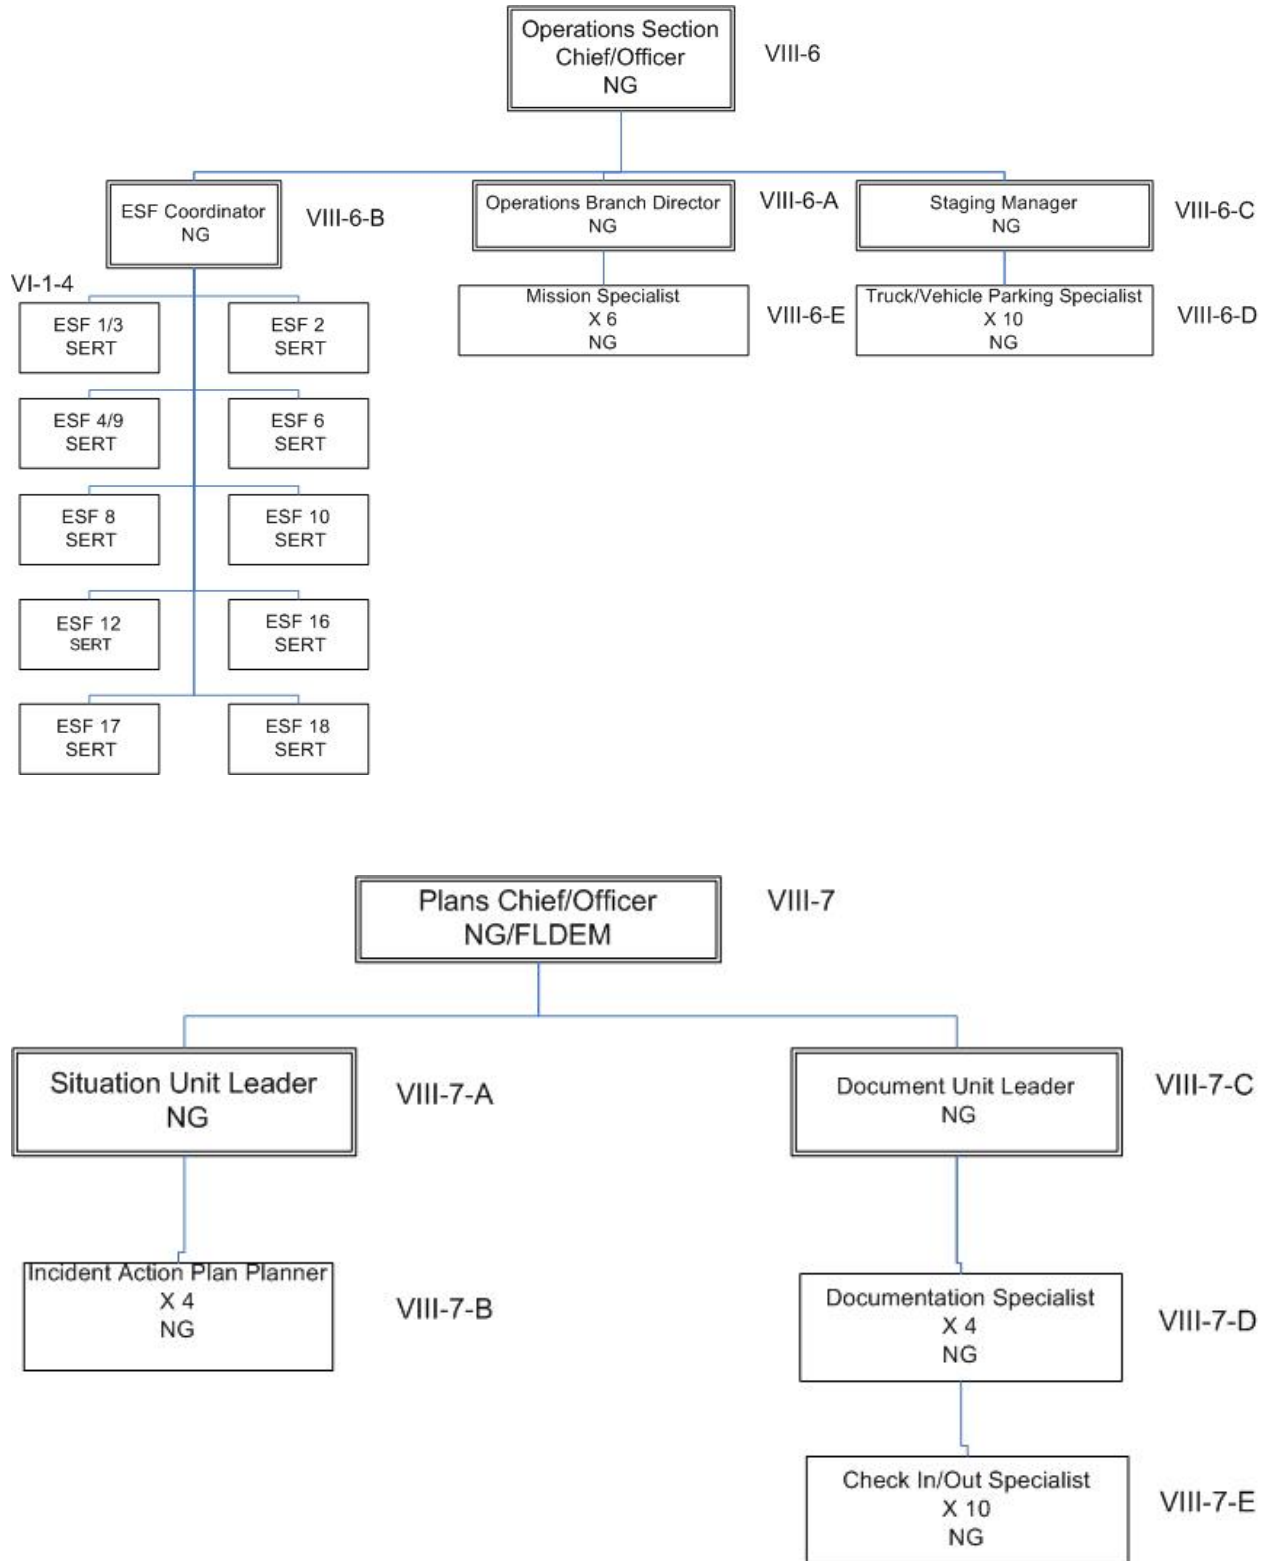 Operations Section
Chief/Officer
NG
VIII-6
ESF Coordinator
NG
VIII-6-B
Operations Branch Director
NG
VIII-6-A
Staging Manager
NG
VIII-6-C
VI-1-4
Mission Specialist
X 6
NG
VIII-6-E
Truck/Vehicle Parking Specialist
X 10
NG
VIII-6-D
ESF 1/3
SERT
ESF 2
SERT
ESF 4/9
SERT
ESF 6
SERT
ESF 8
SERT
ESF 10
SERT
ESF 12
SERT
ESF 16
SERT
ESF 17
SERT
ESF 18
SERT
Plans Chief/Officer
NG/FLDEM
VIII-7
Situation Unit Leader
NG
VIII-7-A
Document Unit Leader
NG
VIII-7-C
Incident Action Plan Planner
X 4
NG
VIII-7-B
Documentation Specialist
X 4
NG
VIII-7-D
Check In/Out Specialist
X 10
NG
VIII-7-E